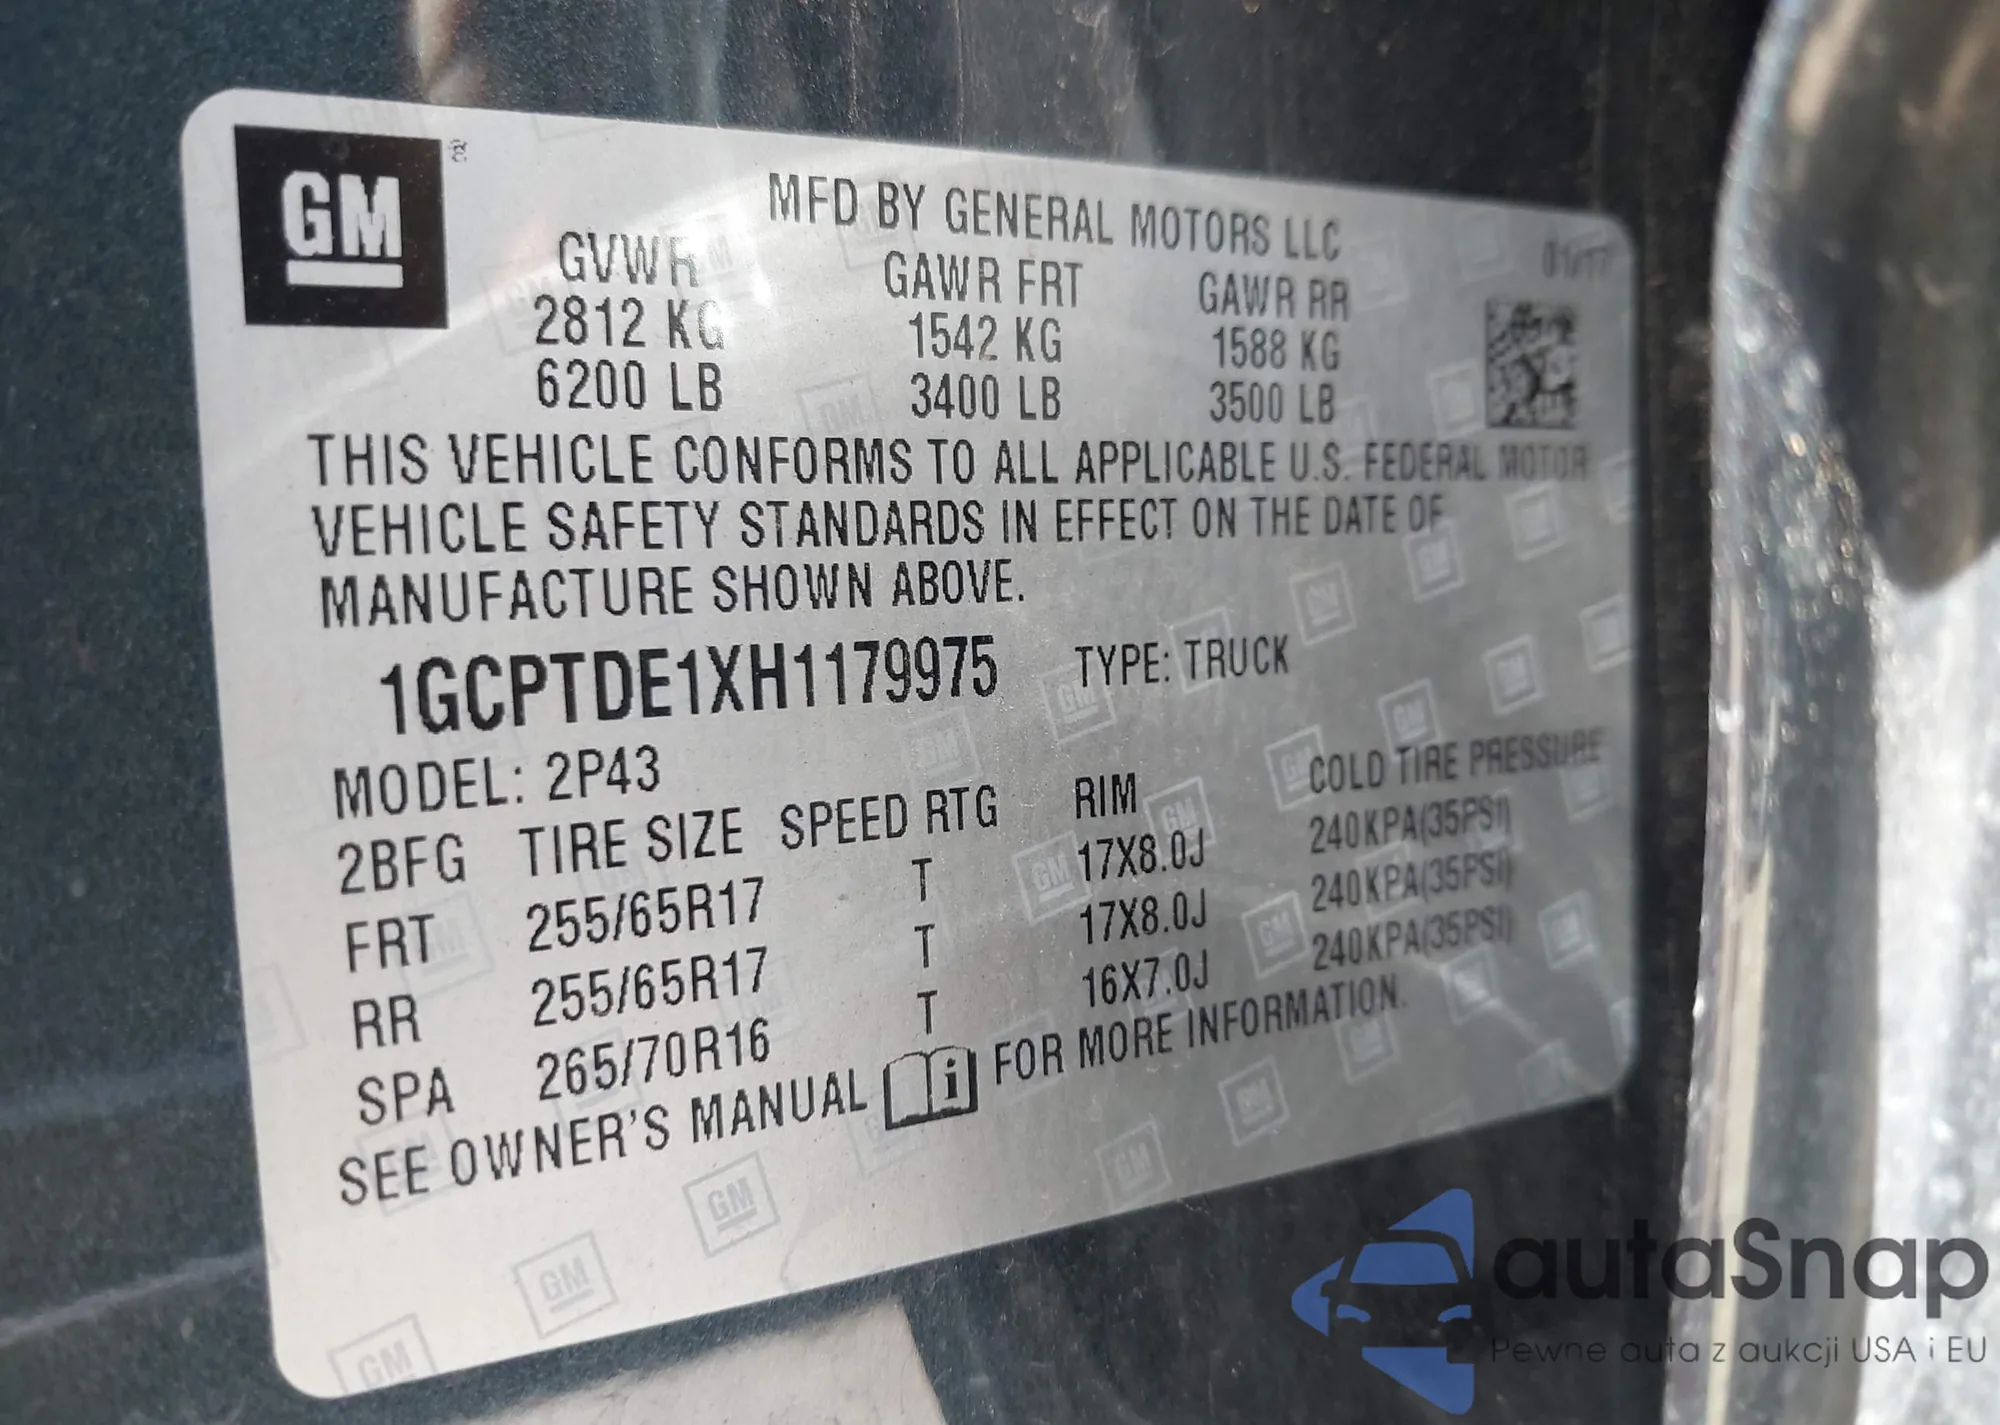 GM ®
MFD BY GENERAL MOTORS LLC
01/17
GVWR GAWR FRT GAWR RR
2812 KG 1542 KG 1588 KG
6200 LB 3400 LB 3500 LB
THIS VEHICLE CONFORMS TO ALL APPLICABLE U.S. FEDERAL MOTOR
VEHICLE SAFETY STANDARDS IN EFFECT ON THE DATE OF
MANUFACTURE SHOWN ABOVE.
1GCPTDE1XH1179975 TYPE: TRUCK
MODEL: 2P43
2BFG TIRE SIZE SPEED RTG RIM COLD TIRE PRESSURE
FRT 255/65R17 T 17X8.0J 240KPA(35PSI)
RR 255/65R17 T 17X8.0J 240KPA(35PSI)
SPA 265/70R16 T 16X7.0J 240KPA(35PSI)
SEE OWNER'S MANUAL i FOR MORE INFORMATION.
autaSnap
Pewne auta z aukcji USA i EU